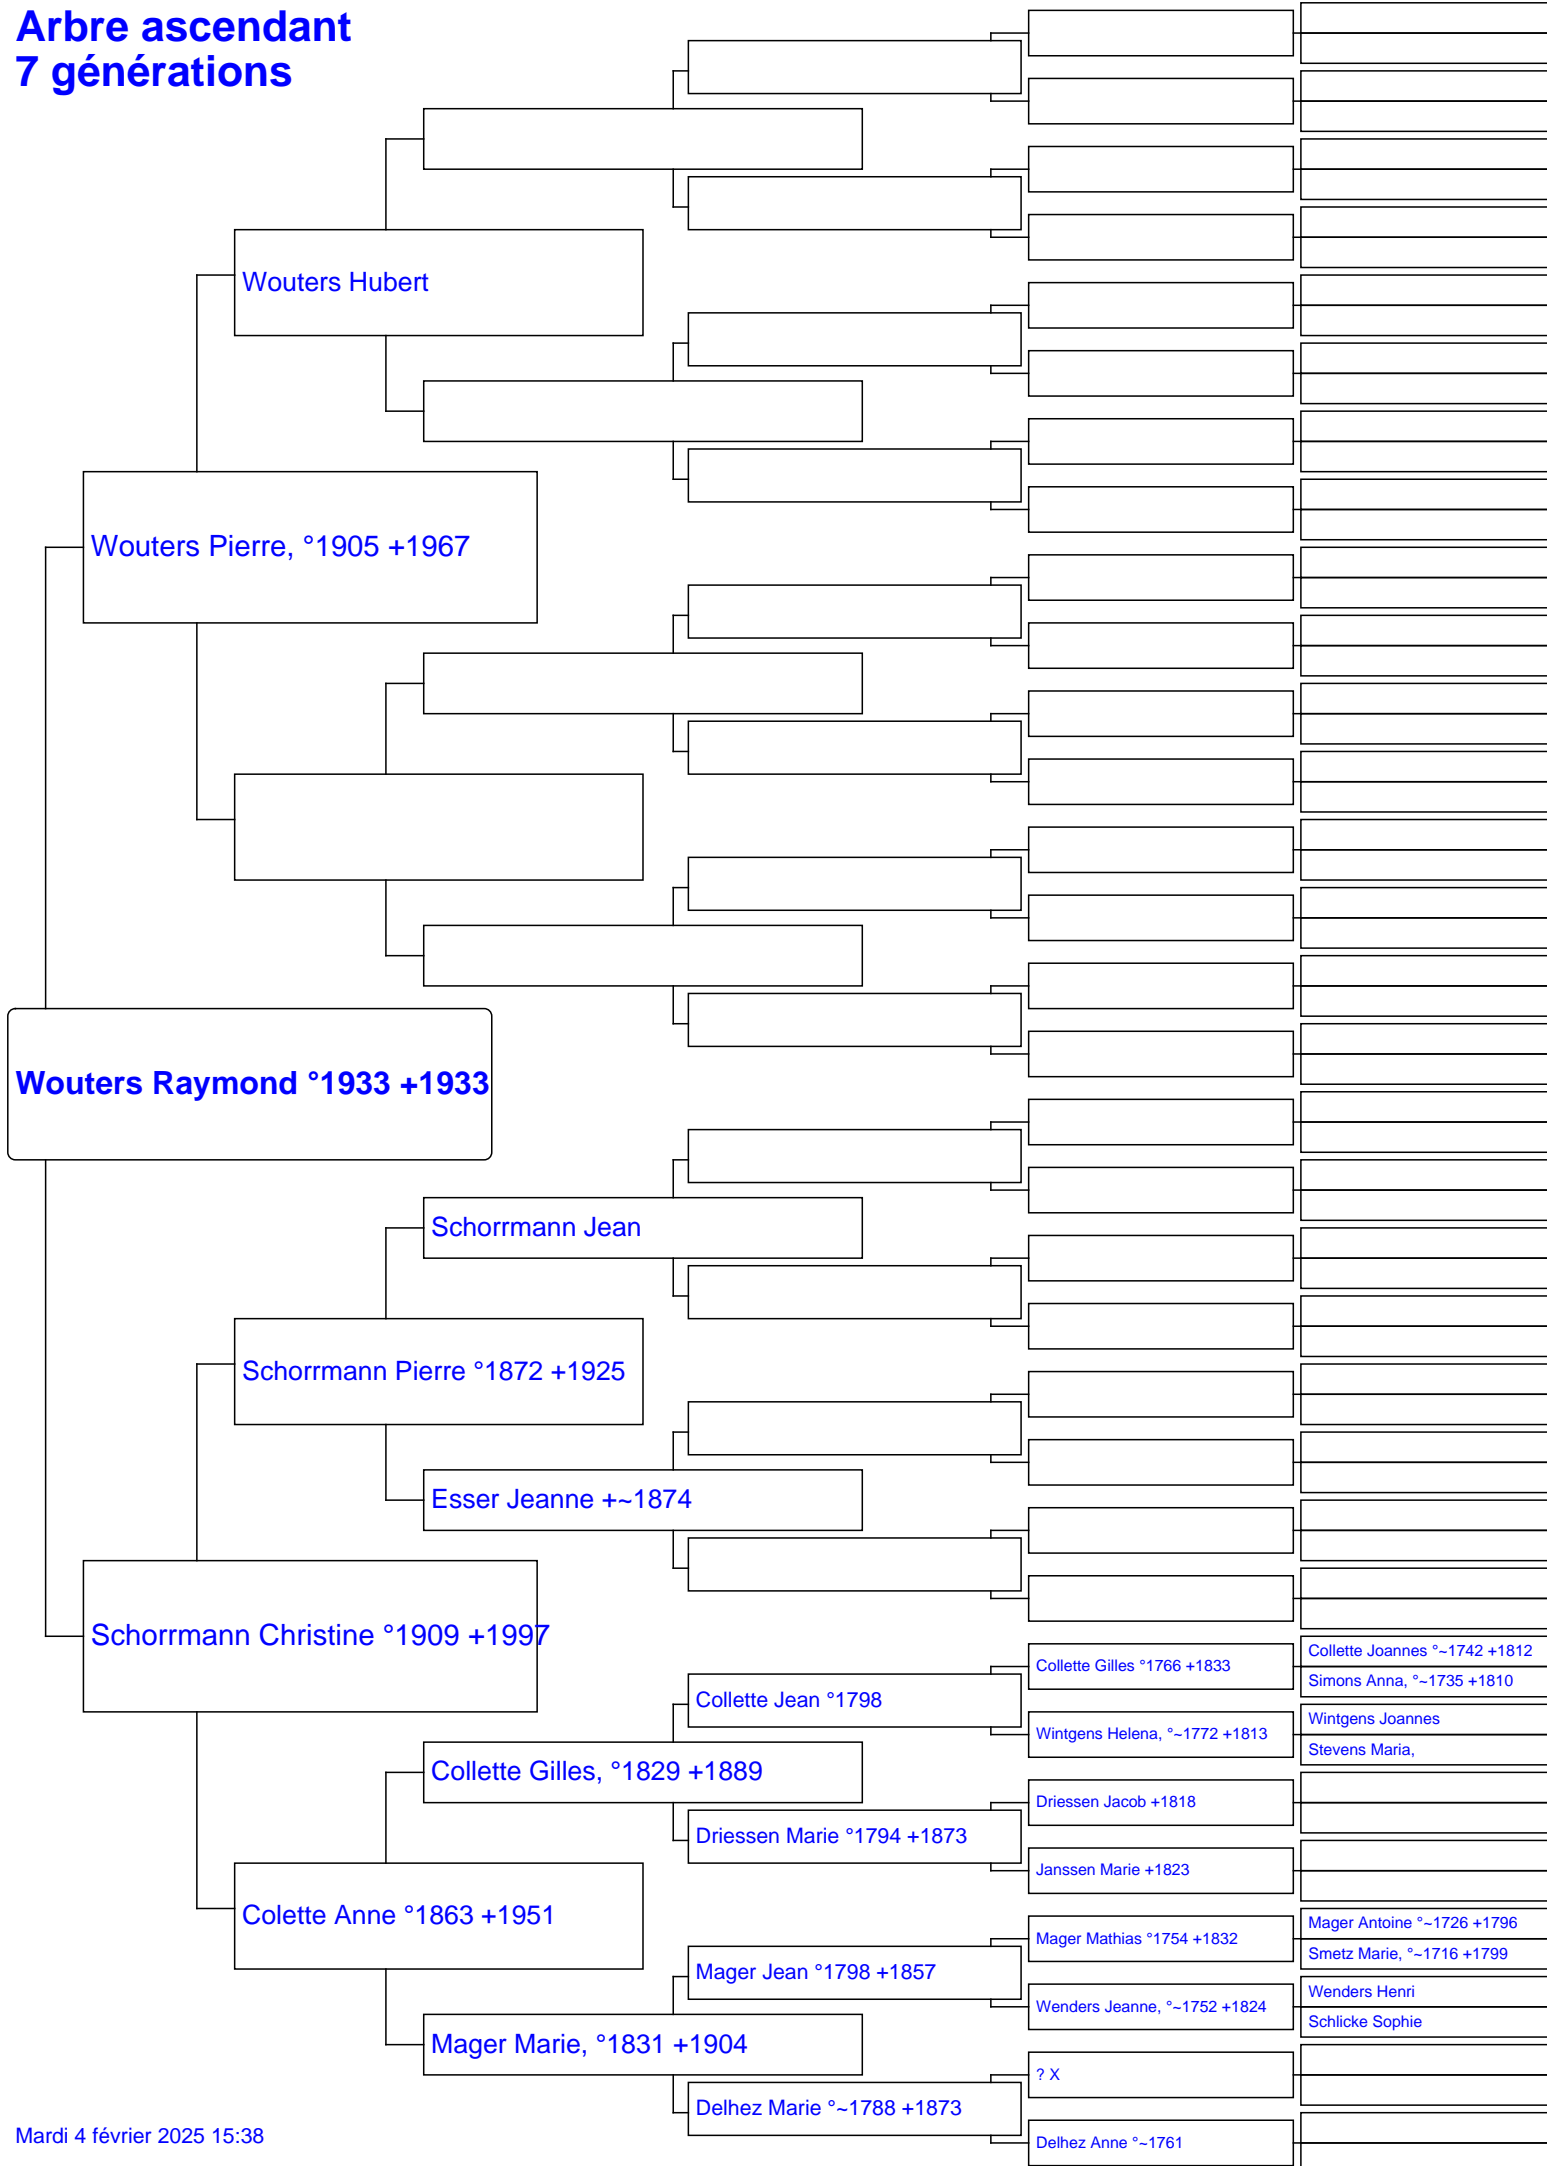 Arbre ascendant
7 générations
Wouters Hubert
Wouters Pierre, °1905 +1967
Wouters Raymond °1933 +1933
Schorrmann Jean
Schorrmann Pierre °1872 +1925
Esser Jeanne +~1874
Schorrmann Christine °1909 +1997
Collette Joannes °~1742 +1812
Collette Gilles °1766 +1833
Simons Anna, °~1735 +1810
Collette Jean °1798
Wintgens Joannes
Wintgens Helena, °~1772 +1813
Stevens Maria,
Collette Gilles, °1829 +1889
Driessen Jacob +1818
Driessen Marie °1794 +1873
Janssen Marie +1823
Colette Anne °1863 +1951
Mager Antoine °~1726 +1796
Mager Mathias °1754 +1832
Smetz Marie, °~1716 +1799
Mager Jean °1798 +1857
Wenders Henri
Wenders Jeanne, °~1752 +1824
Schlicke Sophie
Mager Marie, °1831 +1904
? X
Delhez Marie °~1788 +1873
Delhez Anne °~1761
Mardi 4 février 2025 15:38